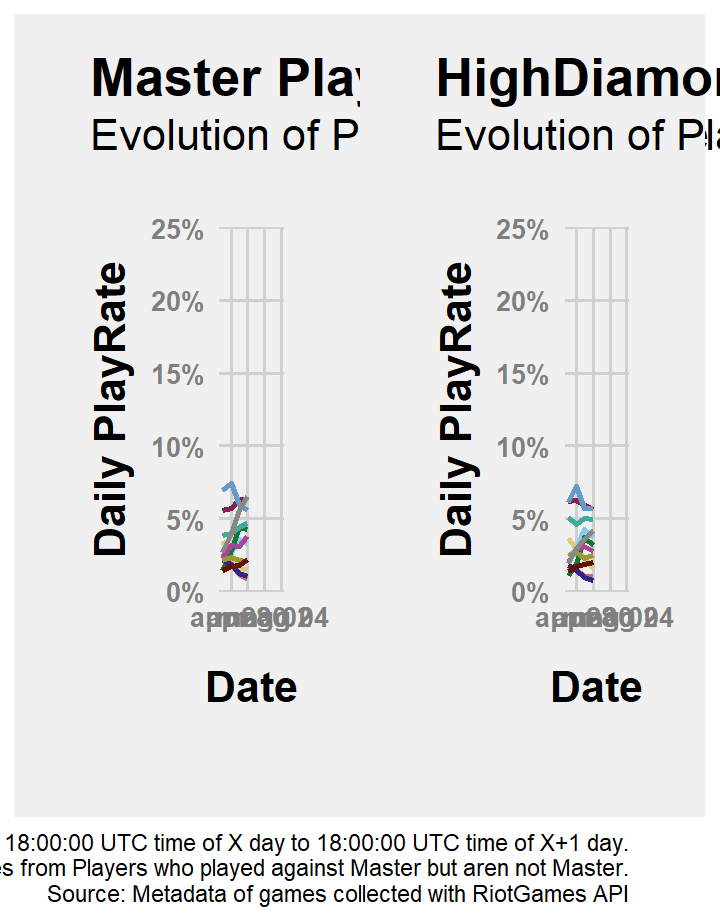 Master Play
Evolution of P
HighDiamon
Evolution of Pla
Daily PlayRate
25%
20%
15%
10%
5%
0%
Date
Daily PlayRate
25%
20%
15%
10%
5%
0%
Date
18:00:00 UTC time of X day to 18:00:00 UTC time of X+1 day.
es from Players who played against Master but aren not Master.
Source: Metadata of games collected with RiotGames API